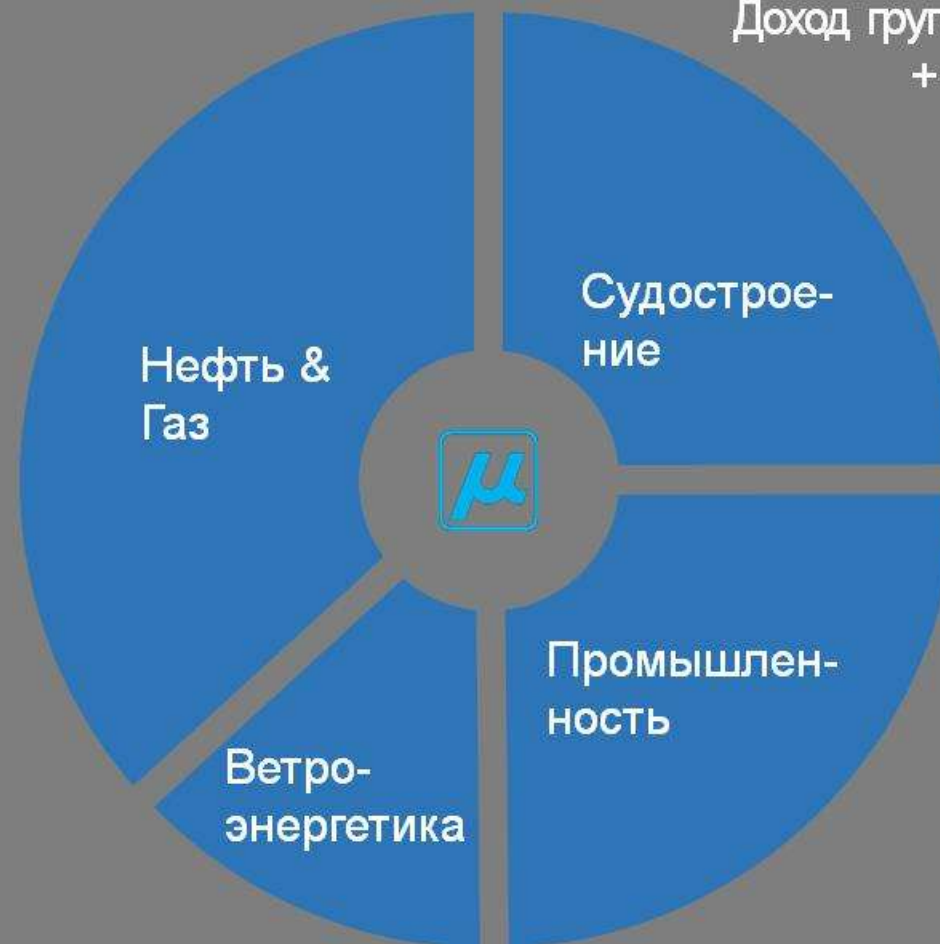 Доход
+
Судострое-
ние
Нефть &
Газ
μ
Промышлен-
ность
Ветро-
энергетика